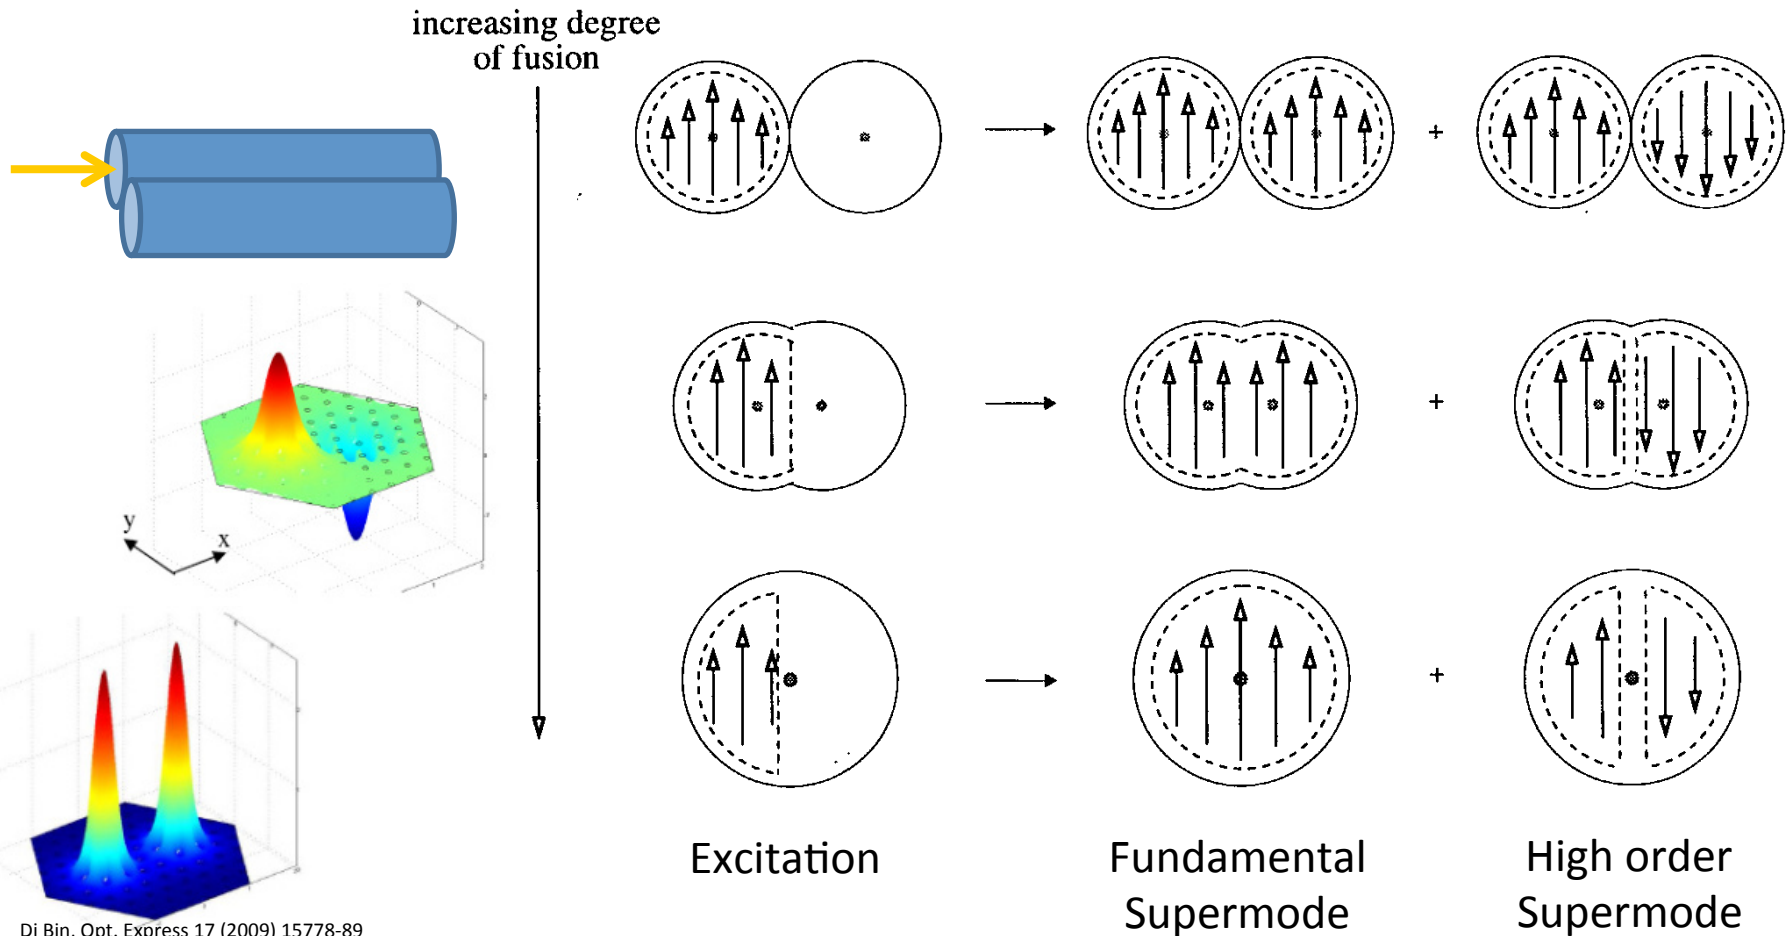 increasing degree
of fusion
+
+
y
x
+
Excitation
Fundamental
Supermode
High order
Supermode
Di Bin, Opt. Express 17 (2009) 15778-89